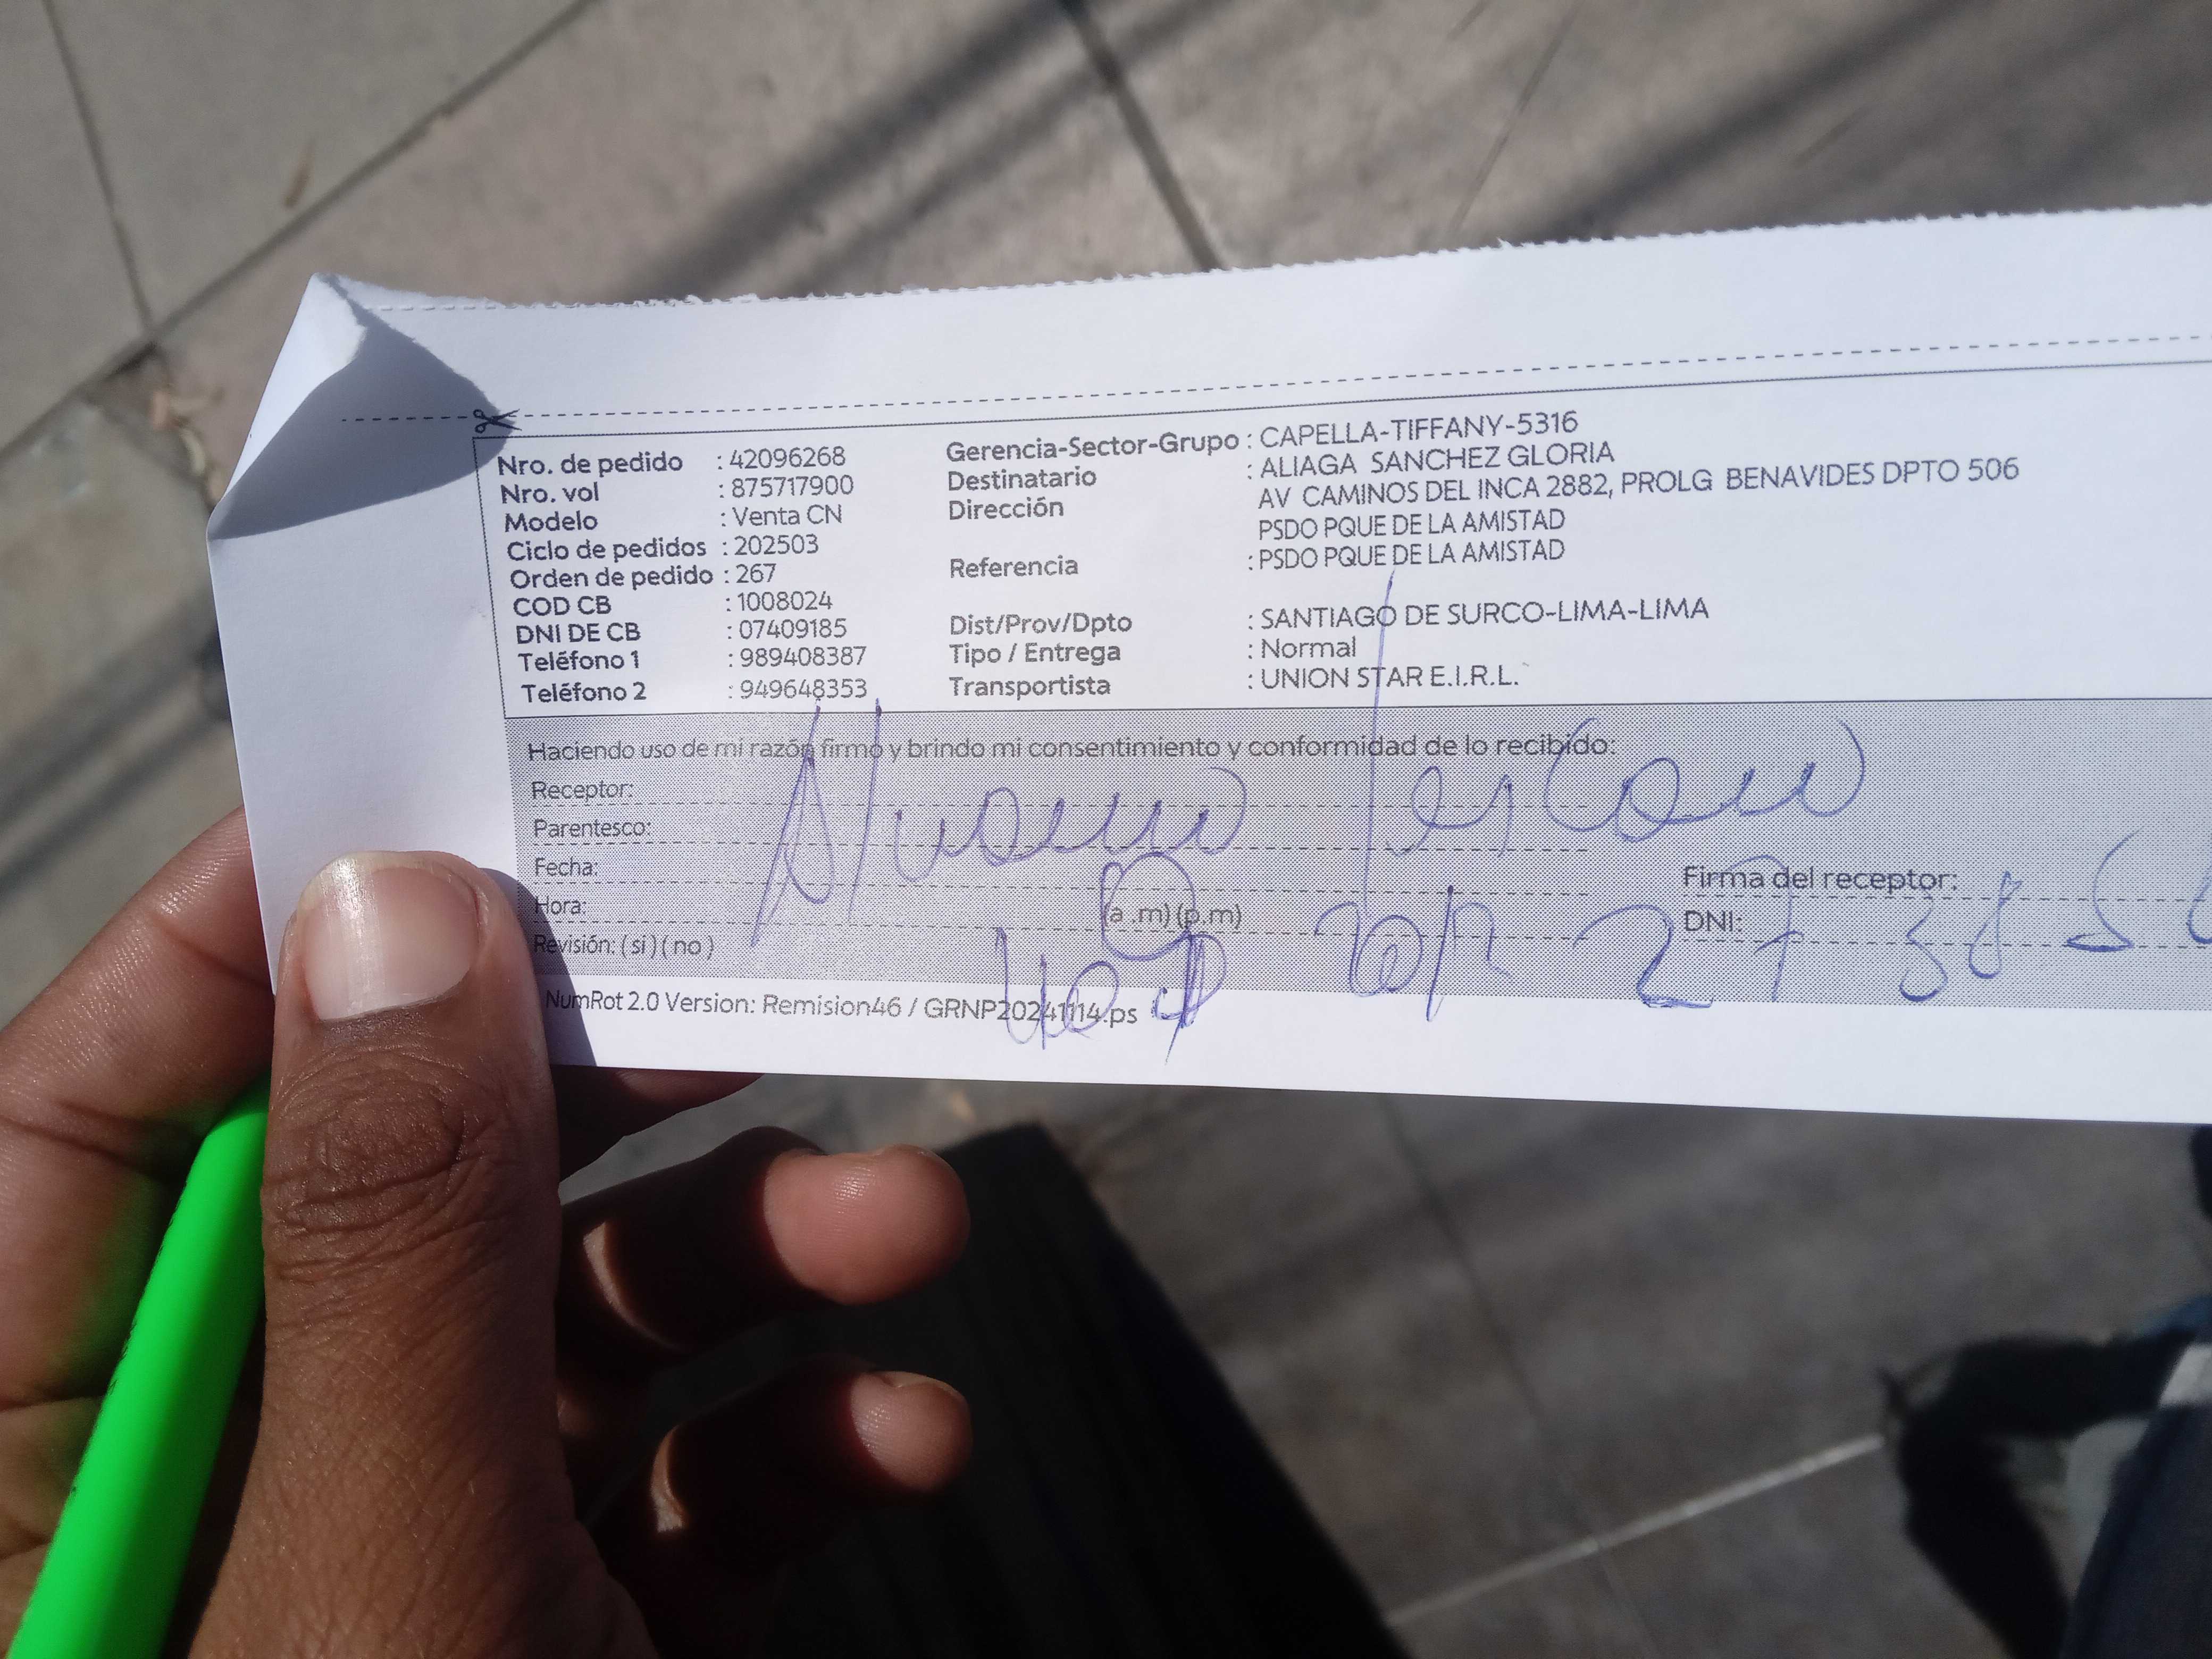 Nro. de pedido : 42096268
Nro. vol : 875717900
Modelo : Venta CN
Ciclo de pedidos : 202503
Orden de pedido : 267
COD CB : 1008024
DNI DE CB : 07409185
Teléfono 1 : 989408387
Teléfono 2 : 949648353
Gerencia-Sector-Grupo : CAPELLA-TIFFANY-5316
Destinatario : ALIAGA SANCHEZ GLORIA
Dirección AV CAMINOS DEL INCA 2882, PROLG BENAVIDES DPTO 506
PSDO PQUE DE LA AMISTAD
Referencia : PSDO PQUE DE LA AMISTAD
Dist/Prov/Dpto : SANTIAGO DE SURCO-LIMA-LIMA
Tipo / Entrega : Normal
Transportista : UNION STAR E.I.R.L.
Haciendo uso de mi razón firmo y brindo mi consentimiento y conformidad de lo recibido:
Receptor:
Parentesco:
Fecha:
Hora: (a .m) (p.m)
Revisión: ( si ) ( no )
Firma del receptor:
DNI:
NumRot 2.0 Version: Remision46 / GRNP20241114.ps